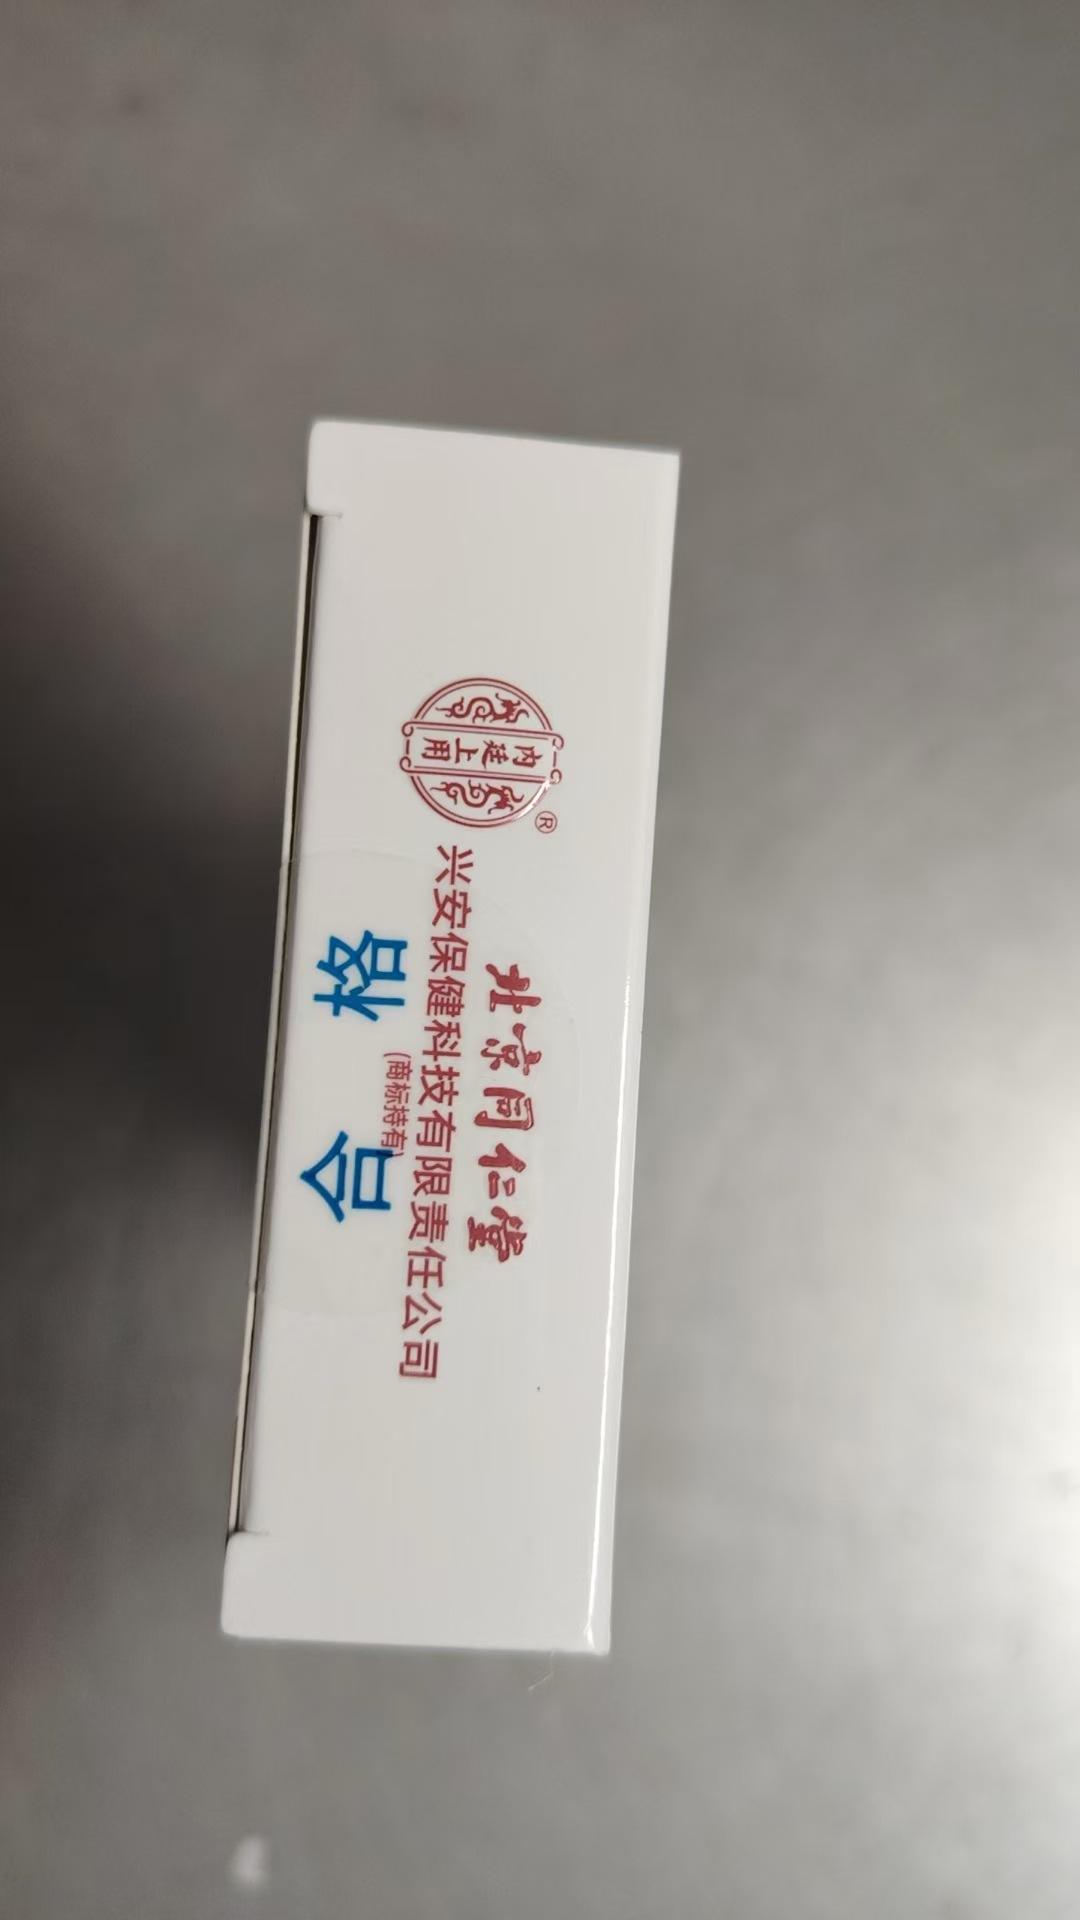 内廷上用
®
北京同仁堂
兴安保健科技有限责任公司
(商标持有)
合格